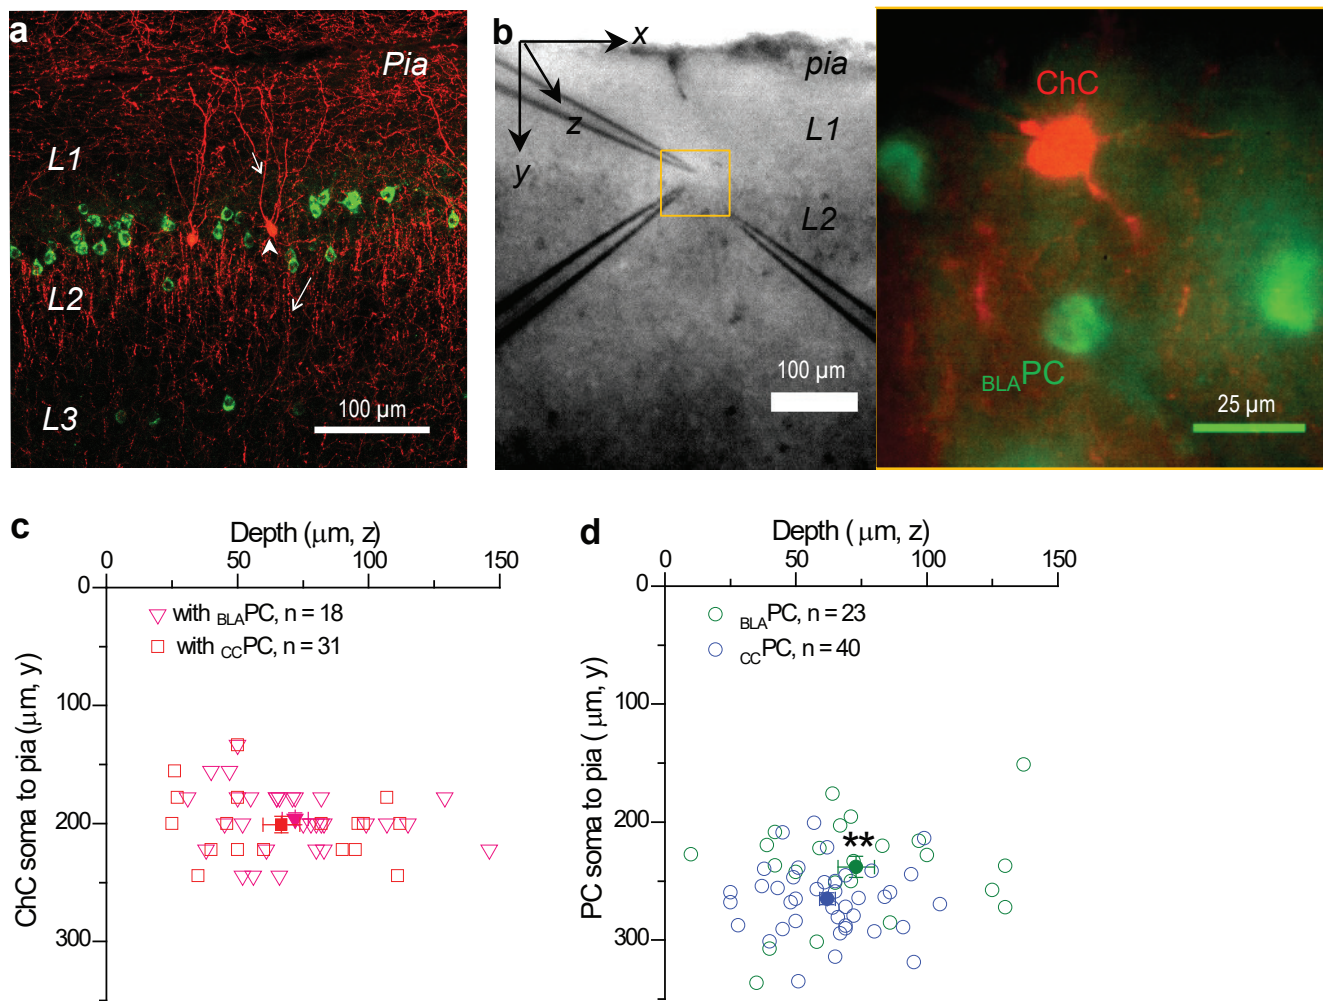 a
Pia
L1
L2
L3
100 μm
b
x
z
y
pia
L1
L2
100 μm
ChC
BLAPC
25 μm
c
Depth (μm, z)
0
50
100
150
0
100
200
300
ChC soma to pia (μm, y)
with BLAPC, n = 18
with CCPC, n = 31
d
Depth ( μm, z)
0
50
100
150
0
100
200
300
PC soma to pia ( μm, y)
BLAPC, n = 23
CCPC, n = 40
**